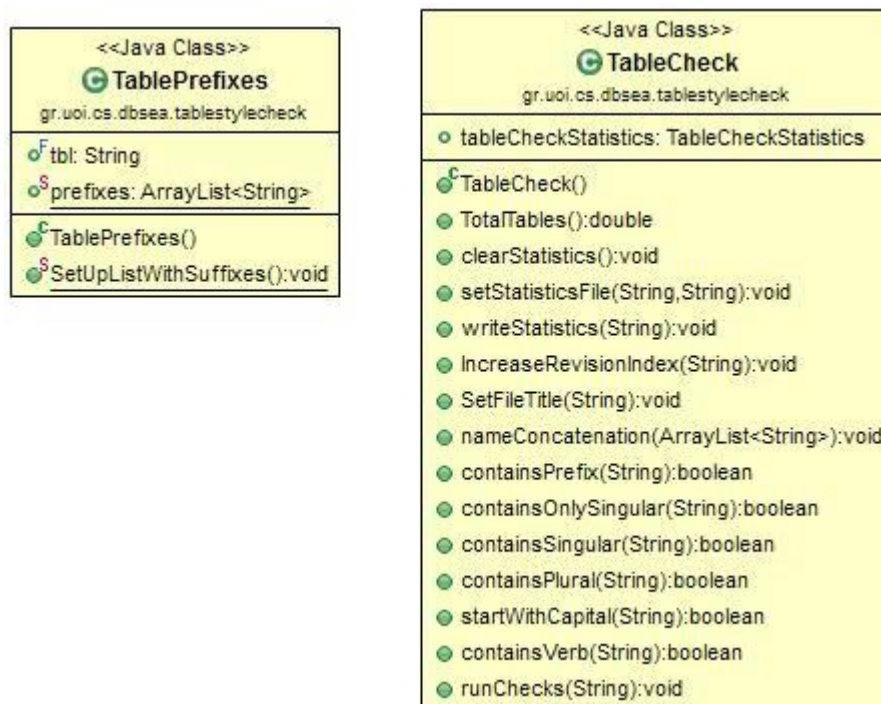 <<Java Class>>
C TablePrefixes
gr.uoi.cs.dbsea.tablestylecheck
F tbl: String
S prefixes: ArrayList<String>
C TablePrefixes()
S SetUpListWithSuffixes():void
<<Java Class>>
C TableCheck
gr.uoi.cs.dbsea.tablestylecheck
tableCheckStatistics: TableCheckStatistics
C TableCheck()
TotalTables():double
clearStatistics():void
setStatisticsFile(String,String):void
writeStatistics(String):void
IncreaseRevisionIndex(String):void
SetFileTitle(String):void
nameConcatenation(ArrayList<String>):void
containsPrefix(String):boolean
containsOnlySingular(String):boolean
containsSingular(String):boolean
containsPlural(String):boolean
startWithCapital(String):boolean
containsVerb(String):boolean
runChecks(String):void